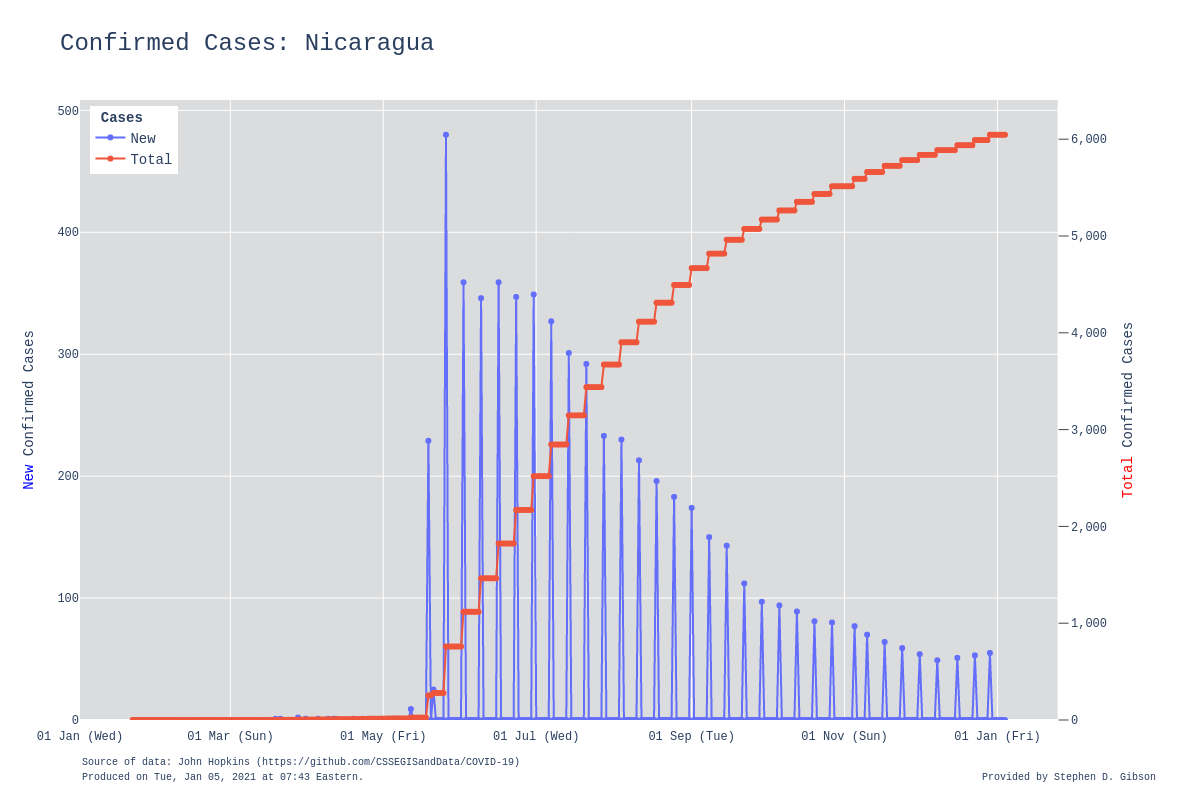 Confirmed Cases: Nicaragua
Cases
New
Total
500
400
300
200
100
0
New Confirmed Cases
6,000
5,000
4,000
3,000
2,000
1,000
0
Total Confirmed Cases
01 Jan (Wed)
01 Mar (Sun)
01 May (Fri)
01 Jul (Wed)
01 Sep (Tue)
01 Nov (Sun)
01 Jan (Fri)
Source of data: John Hopkins (https://github.com/CSSEGISandData/COVID-19)
Produced on Tue, Jan 05, 2021 at 07:43 Eastern.
Provided by Stephen D. Gibson